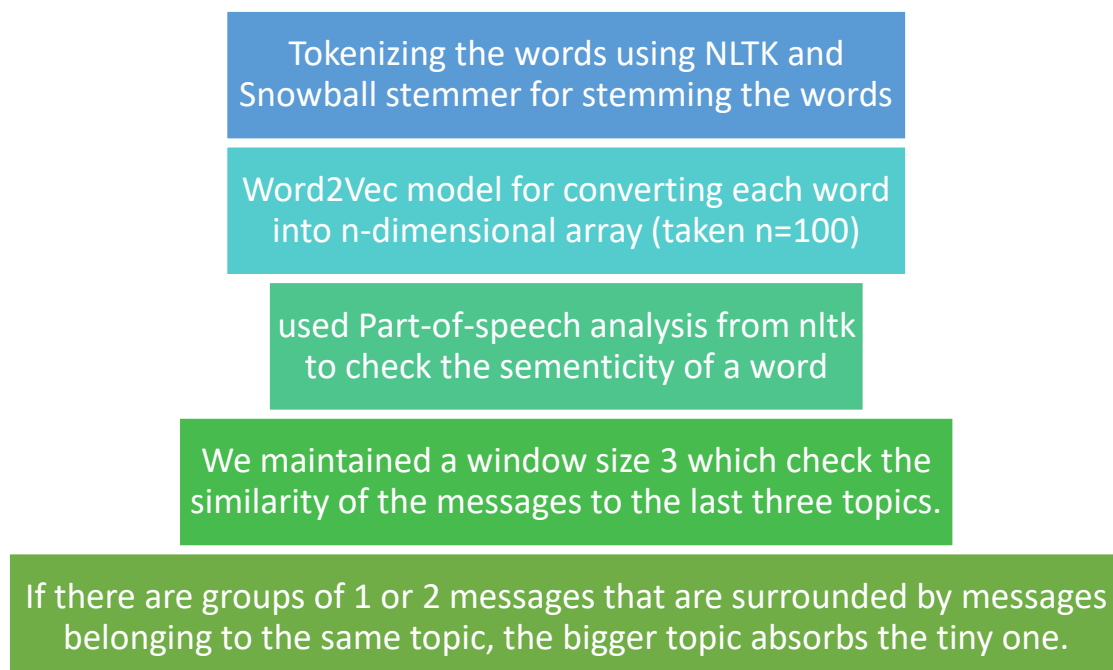 Tokenizing the words using NLTK and
Snowball stemmer for stemming the words
Word2Vec model for converting each word
into n-dimensional array (taken n=100)
used Part-of-speech analysis from nltk
to check the sementicity of a word
We maintained a window size 3 which check the
similarity of the messages to the last three topics.
If there are groups of 1 or 2 messages that are surrounded by messages
belonging to the same topic, the bigger topic absorbs the tiny one.